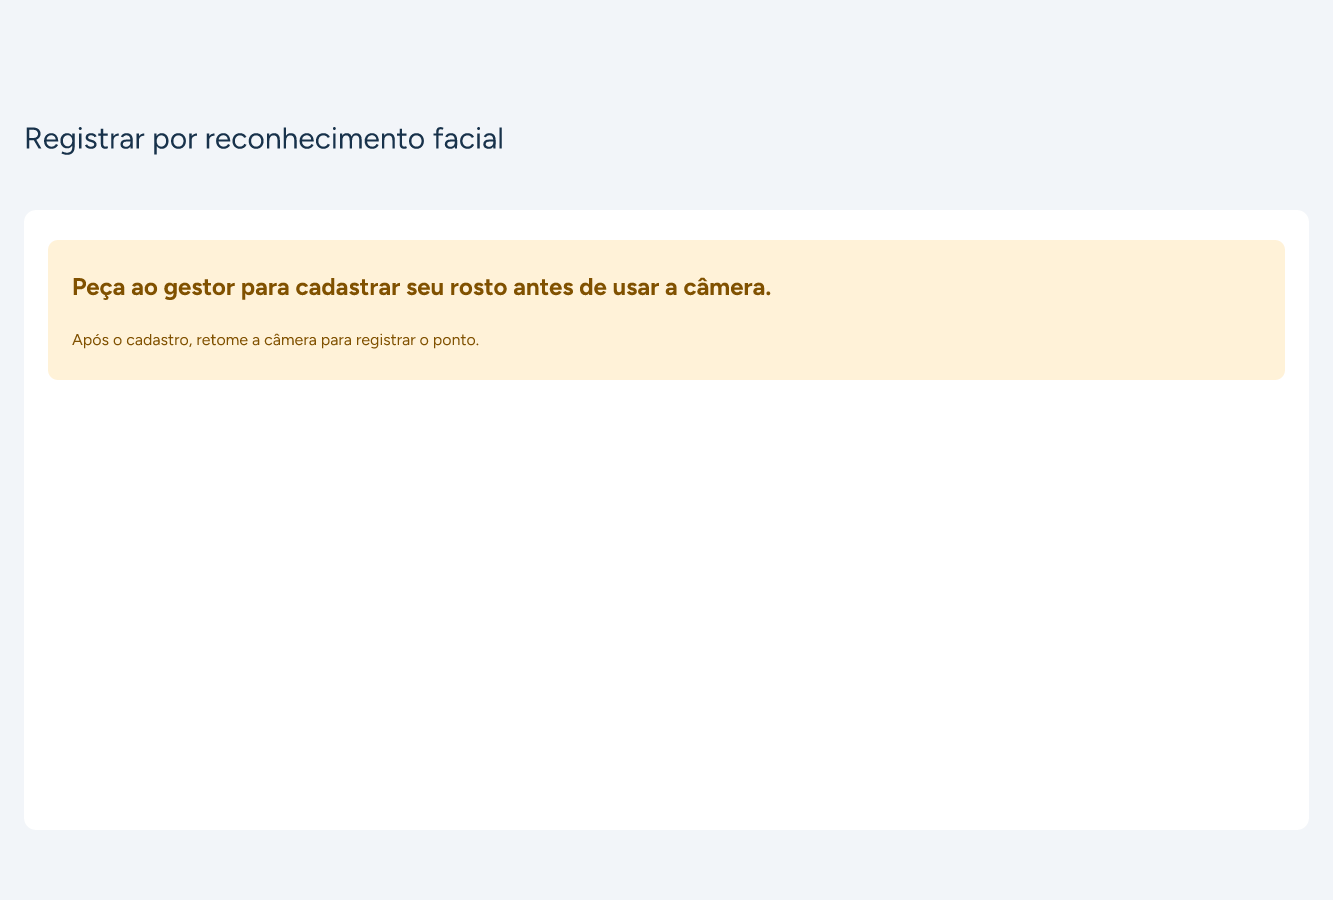 Registrar por reconhecimento facial
Peça ao gestor para cadastrar seu rosto antes de usar a câmera.
Após o cadastro, retome a câmera para registrar o ponto.